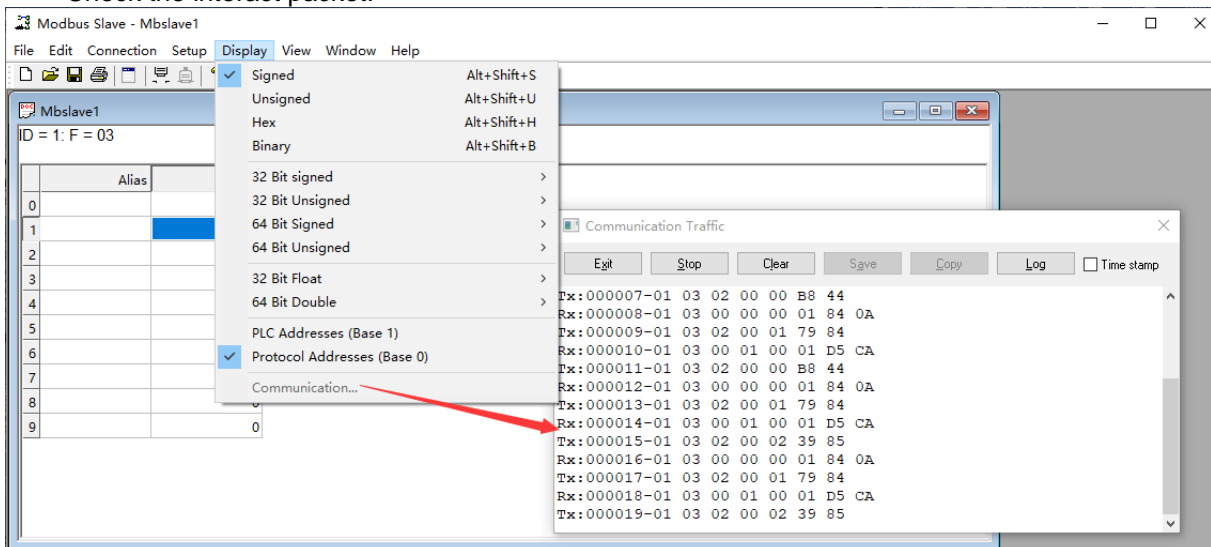 Check the interact packet.
Modbus Slave - Mbslave1
File Edit Connection Setup Display View Window Help
Signed Alt+Shift+S
Unsigned Alt+Shift+U
Hex Alt+Shift+H
Binary Alt+Shift+B
32 Bit signed
32 Bit Unsigned
64 Bit Signed
64 Bit Unsigned
32 Bit Float
64 Bit Double
PLC Addresses (Base 1)
Protocol Addresses (Base 0)
Communication...
Mbslave1
ID = 1: F = 03
Alias
0
1
2
3
4
5
6
7
8
9 0
Communication Traffic
Exit Stop Clear Save Copy Log Time stamp
Tx:000007-01 03 02 00 00 B8 44
Rx:000008-01 03 00 00 00 01 84 0A
Tx:000009-01 03 02 00 01 79 84
Rx:000010-01 03 00 01 00 01 D5 CA
Tx:000011-01 03 02 00 00 B8 44
Rx:000012-01 03 00 00 00 01 84 0A
Tx:000013-01 03 02 00 01 79 84
Rx:000014-01 03 00 01 00 01 D5 CA
Tx:000015-01 03 02 00 02 39 85
Rx:000016-01 03 00 00 00 01 84 0A
Tx:000017-01 03 02 00 01 79 84
Rx:000018-01 03 00 01 00 01 D5 CA
Tx:000019-01 03 02 00 02 39 85